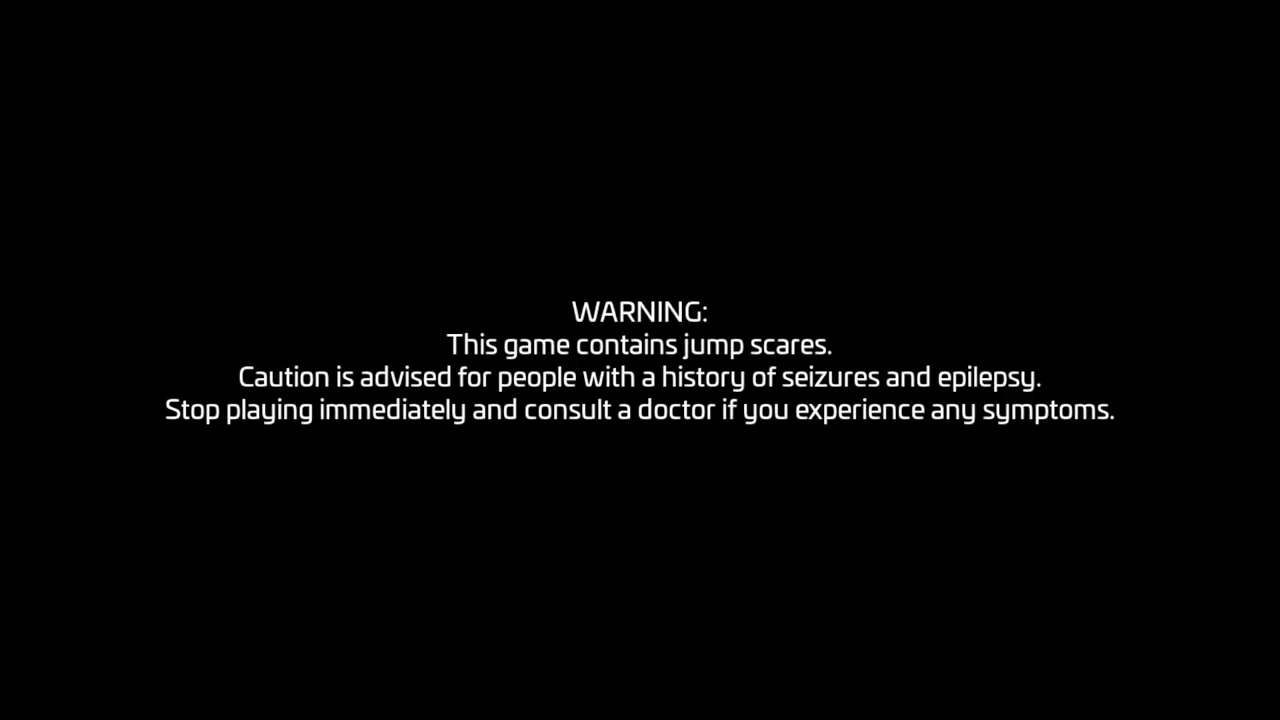 WARNING:
This game contains jump scares.
Caution is advised for people with a history of seizures and epilepsy.
Stop playing immediately and consult a doctor if you experience any symptoms.